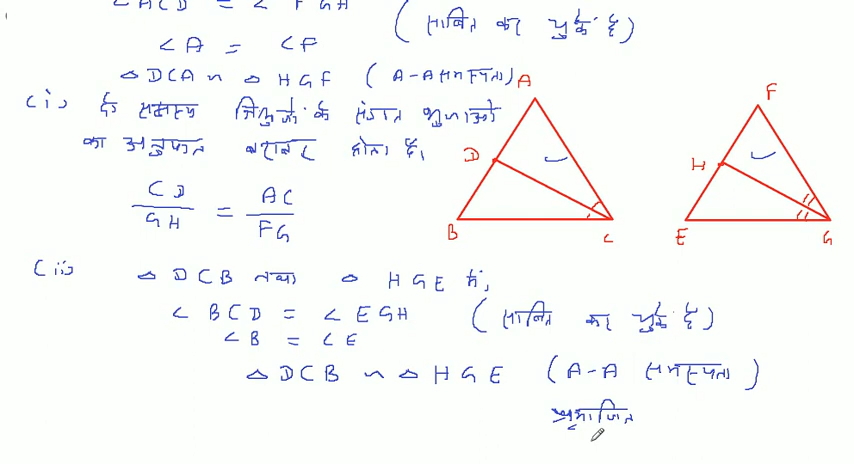 ∠ACD = ∠FGH (साबित कर चुके है)
∠A = ∠F
△DCA ~ △HGF (A-A समरूपता)
(i) दो समरूप त्रिभुजों के संगत भुजाओं
का अनुपात बराबर होता है,
CD/GH = AC/FG
A
D
B
C
F
H
E
G
(ii) △DCB तथा △HGE में,
∠BCD = ∠EGH (साबित कर चुके है)
∠B = ∠E
△DCB ~ △HGE (A-A समरूपता)
प्रमाणित